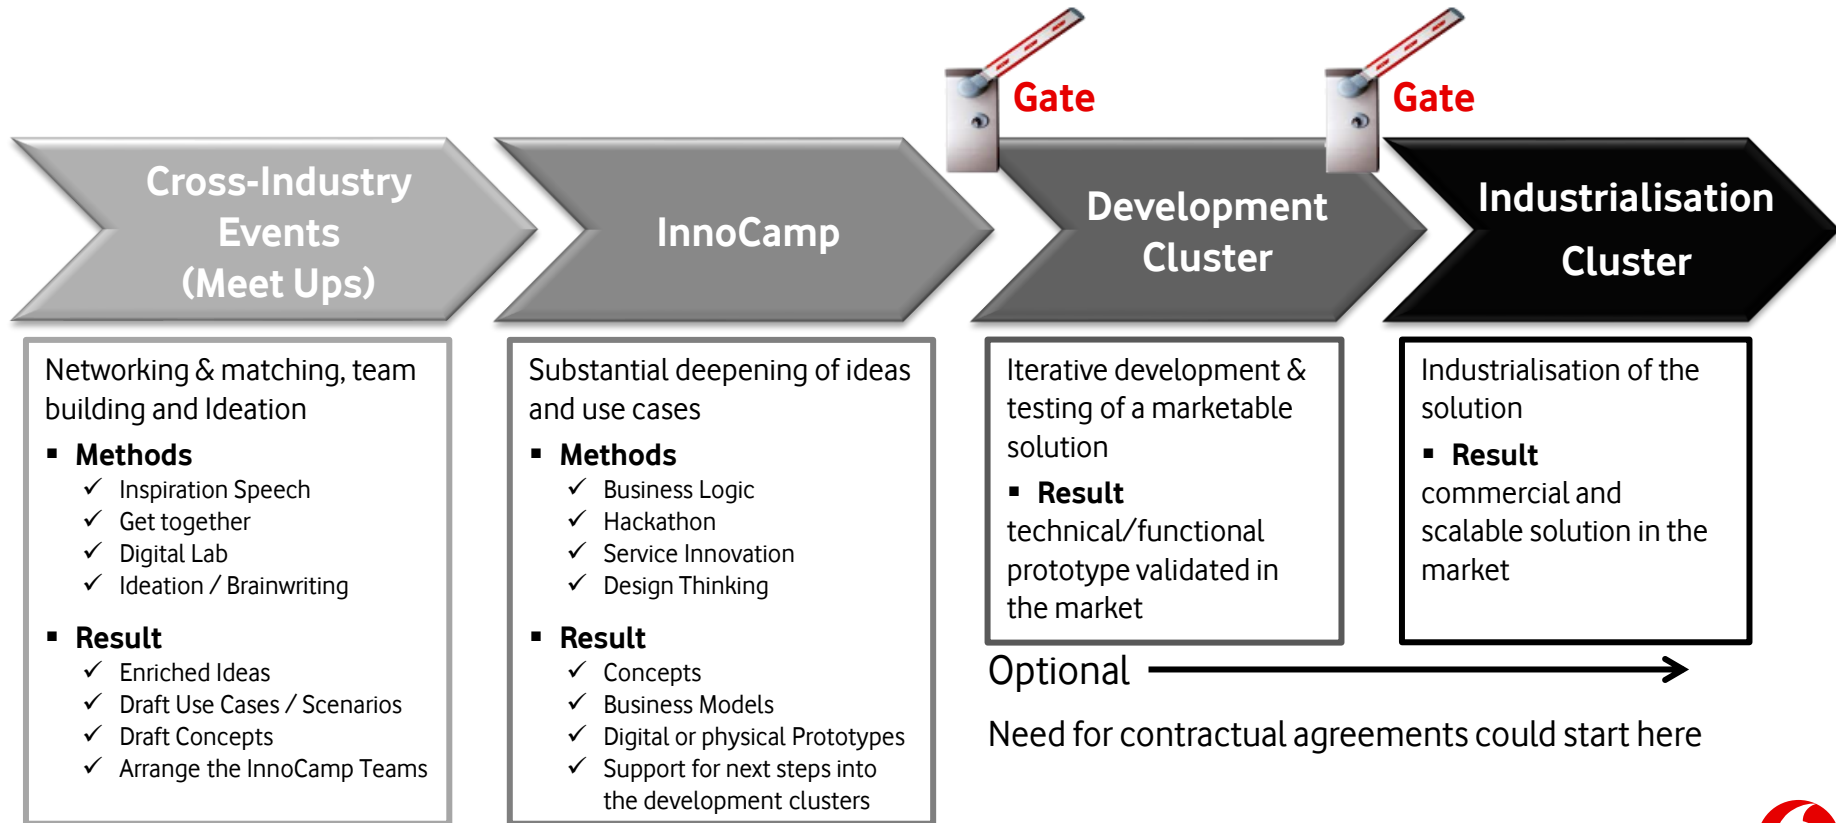 Gate
Gate
Cross-Industry
Events
(Meet Ups)
InnoCamp
Development
Cluster
Industrialisation
Cluster
Networking & matching, team
building and Ideation
▪ Methods
✓ Inspiration Speech
✓ Get together
✓ Digital Lab
✓ Ideation / Brainwriting
▪ Result
✓ Enriched Ideas
✓ Draft Use Cases / Scenarios
✓ Draft Concepts
✓ Arrange the InnoCamp Teams
Substantial deepening of ideas
and use cases
▪ Methods
✓ Business Logic
✓ Hackathon
✓ Service Innovation
✓ Design Thinking
▪ Result
✓ Concepts
✓ Business Models
✓ Digital or physical Prototypes
✓ Support for next steps into
the development clusters
Iterative development &
testing of a marketable
solution
▪ Result
technical/functional
prototype validated in
the market
Industrialisation of the
solution
▪ Result
commercial and
scalable solution in the
market
Optional
Need for contractual agreements could start here